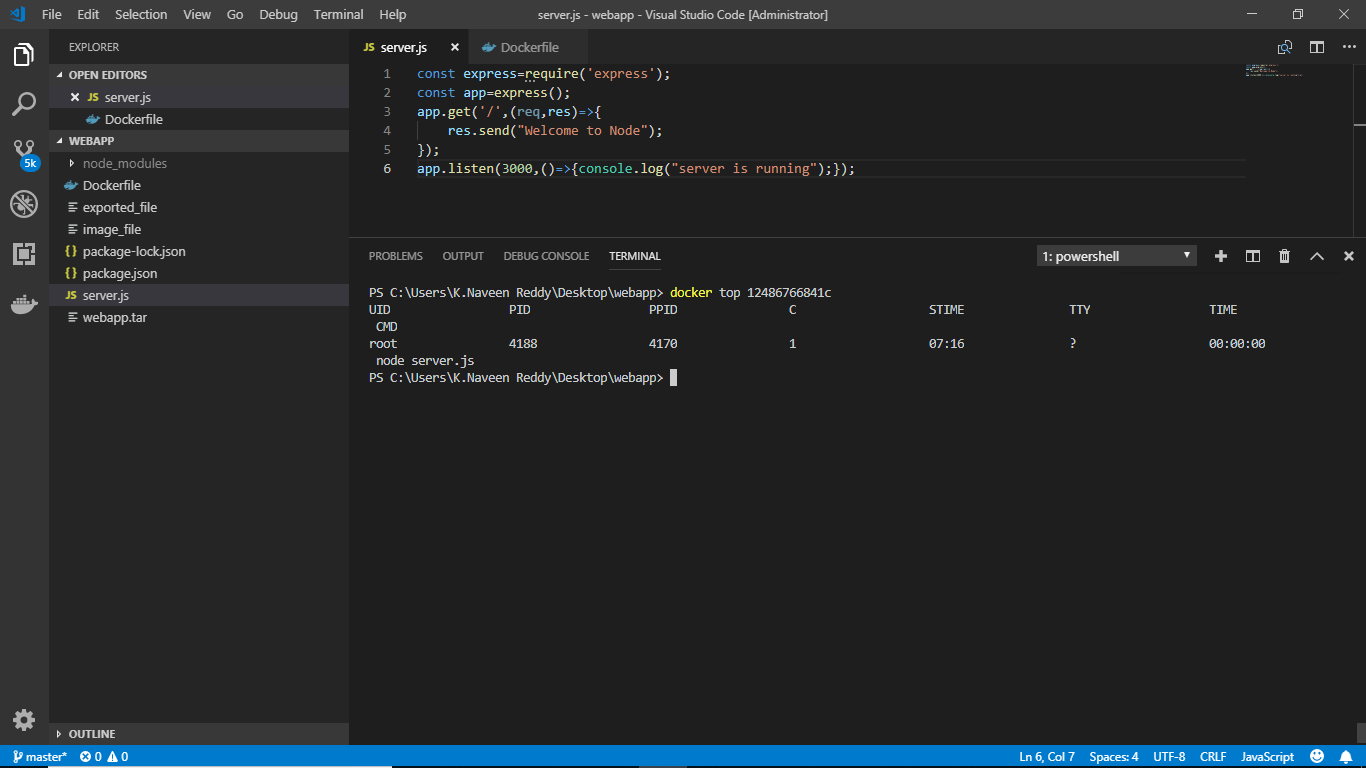 File Edit Selection View Go Debug Terminal Help
server.js - webapp - Visual Studio Code [Administrator]
EXPLORER
OPEN EDITORS
JS server.js
Dockerfile
WEBAPP
node_modules
Dockerfile
exported_file
image_file
{} package-lock.json
{} package.json
JS server.js
webapp.tar
OUTLINE
5k
JS server.js
Dockerfile
1 const express=require('express');
2 const app=express();
3 app.get('/',(req,res)=>{
4 res.send("Welcome to Node");
5 });
6 app.listen(3000,()=>{console.log("server is running");});
PROBLEMS OUTPUT DEBUG CONSOLE TERMINAL
1: powershell
PS C:\Users\K.Naveen Reddy\Desktop\webapp> docker top 12486766841c
UID PID PPID C STIME TTY TIME
CMD
root 4188 4170 1 07:16 ? 00:00:00
node server.js
PS C:\Users\K.Naveen Reddy\Desktop\webapp>
master* 0 0
Ln 6, Col 7 Spaces: 4 UTF-8 CRLF JavaScript